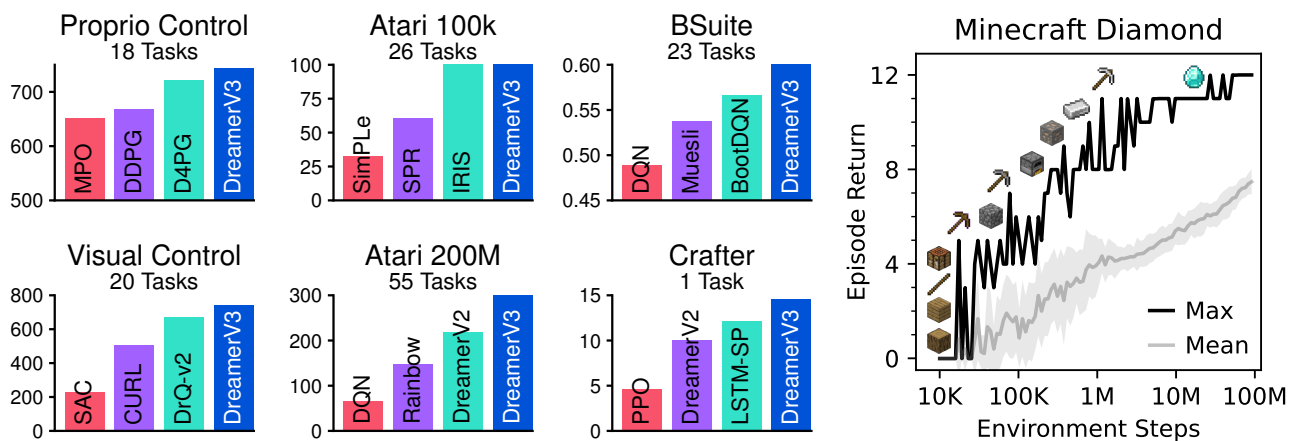 Proprio Control
18 Tasks
700
600
500
MPO
DDPG
D4PG
DreamerV3
Atari 100k
26 Tasks
100
75
50
25
0
SimPLe
SPR
IRIS
DreamerV3
BSuite
23 Tasks
0.60
0.55
0.50
0.45
DQN
Muesli
BootDQN
DreamerV3
Visual Control
20 Tasks
800
600
400
200
0
SAC
CURL
DrQ-v2
DreamerV3
Atari 200M
55 Tasks
300
200
100
0
DQN
Rainbow
DreamerV2
DreamerV3
Crafter
1 Task
15
10
5
0
PPO
DreamerV2
LSTM-SP
DreamerV3
Minecraft Diamond
Episode Return
12
8
4
0
Max
Mean
10K 100K 1M 10M 100M
Environment Steps